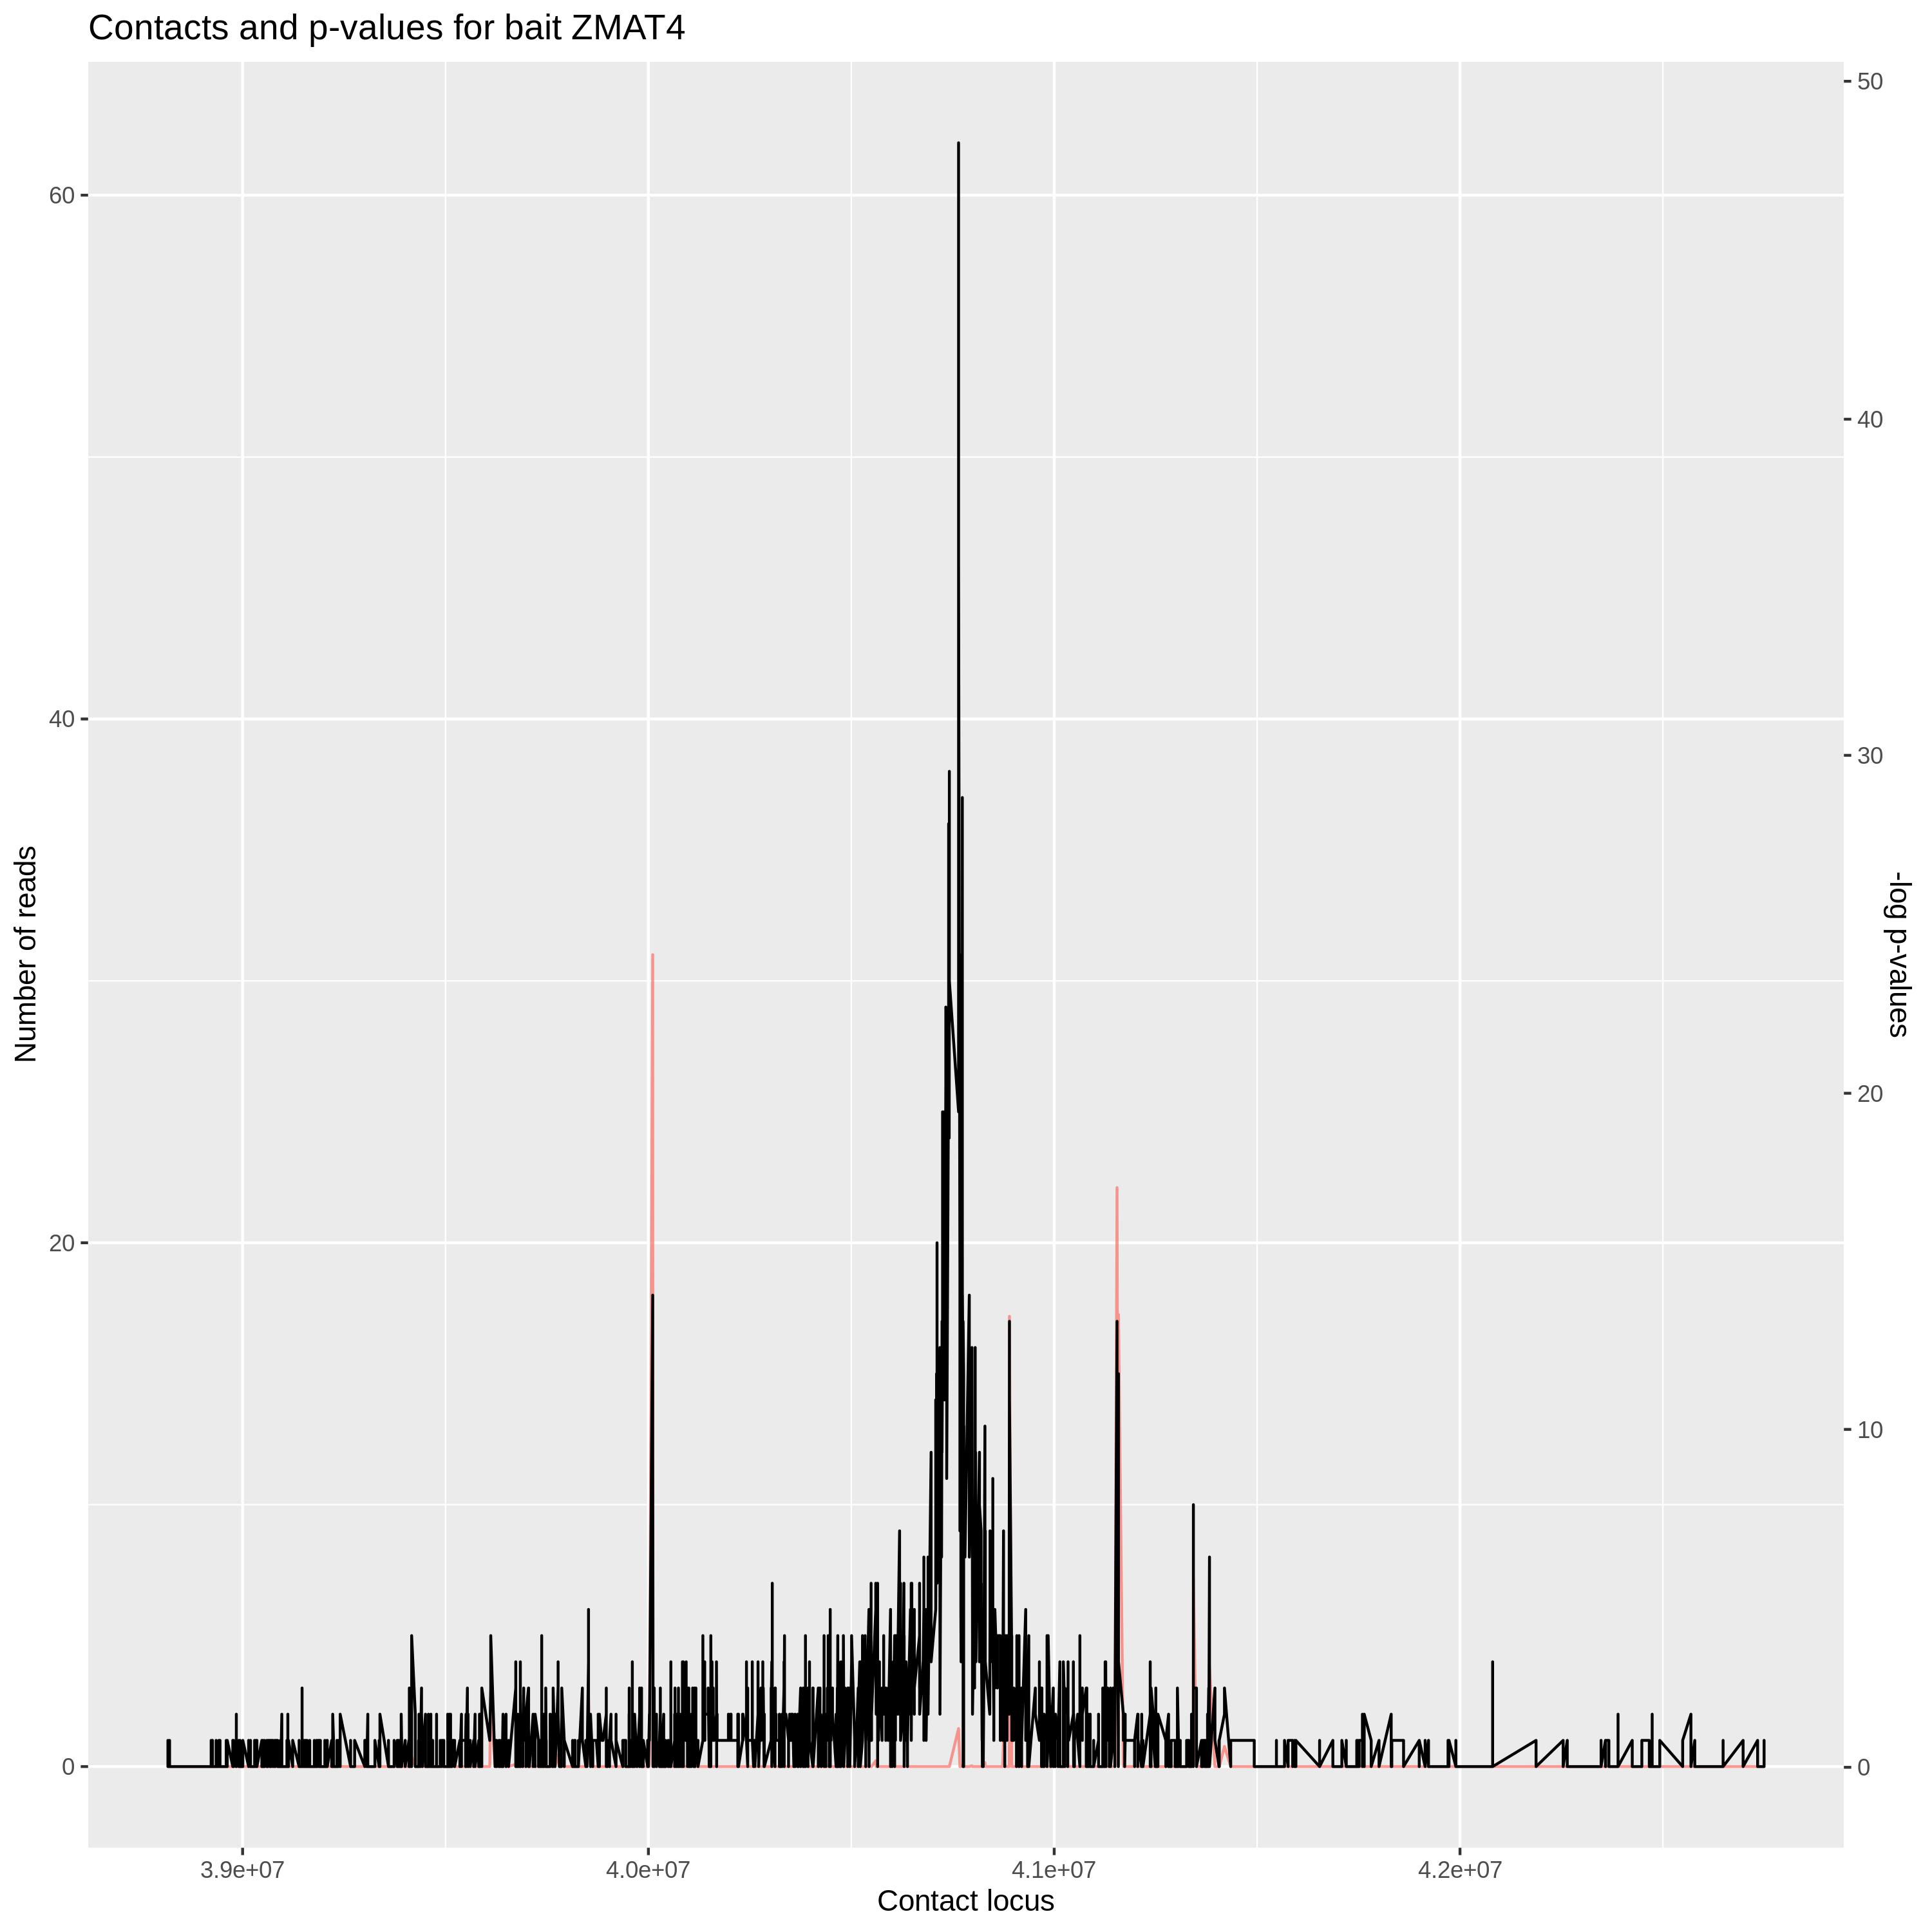 Contacts and p-values for bait ZMAT4
Number of reads
60
40
20
0
50
40
30
20
10
0
-log p-values
3.9e+07 4.0e+07 4.1e+07 4.2e+07
Contact locus